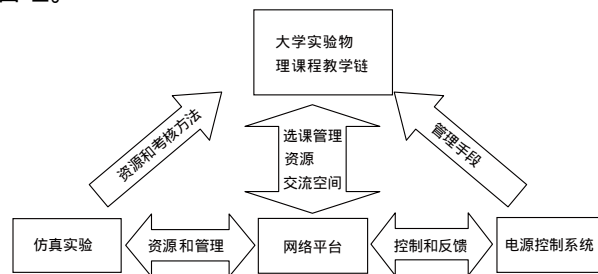 大学实验物
理课程教学链
资源和考核方法
选课管理
资源
交流空间
管理手段
仿真实验
资源和管理
网络平台
控制和反馈
电源控制系统